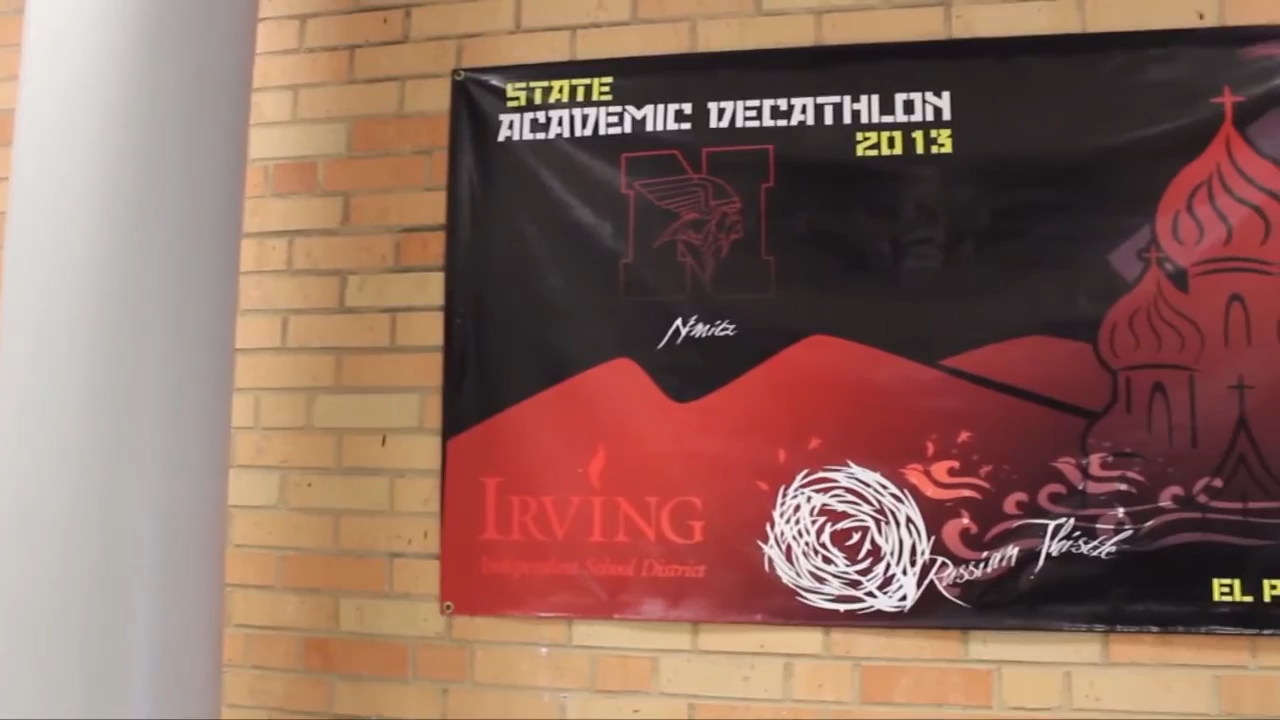 STATE
ACADEMIC DECATHLON
2013
N
Nimitz
IRVING
Independent School District
Russian Thistle
EL P